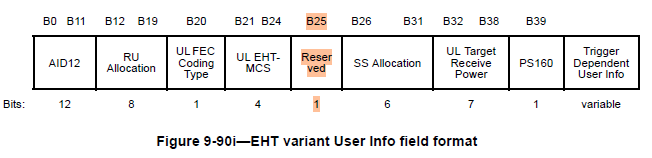 B0 B11 B12 B19 B20 B21 B24 B25 B26 B31 B32 B38 B39
AID12 RU Allocation UL FEC Coding Type UL EHT-MCS Reserved SS Allocation UL Target Receive Power PS160 Trigger Dependent User Info
Bits: 12 8 1 4 1 6 7 1 variable
Figure 9-90i—EHT variant User Info field format